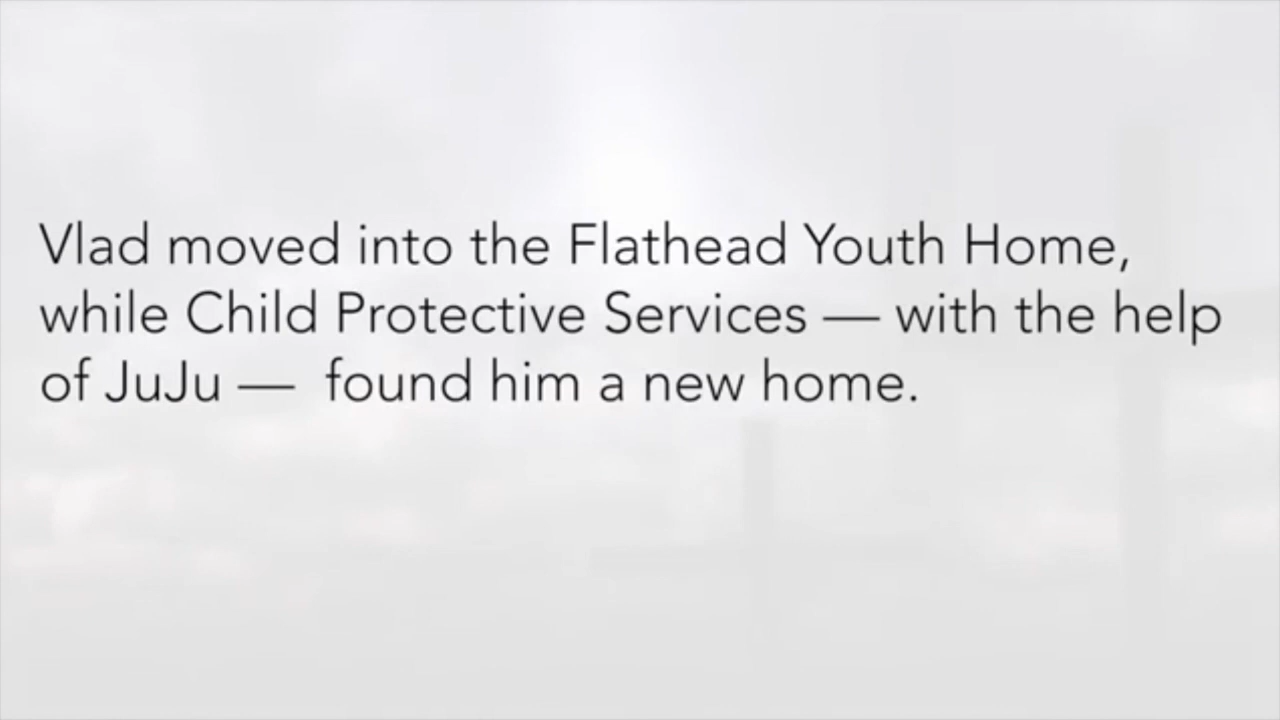 Vlad moved into the Flathead Youth Home,
while Child Protective Services — with the help
of JuJu —  found him a new home.